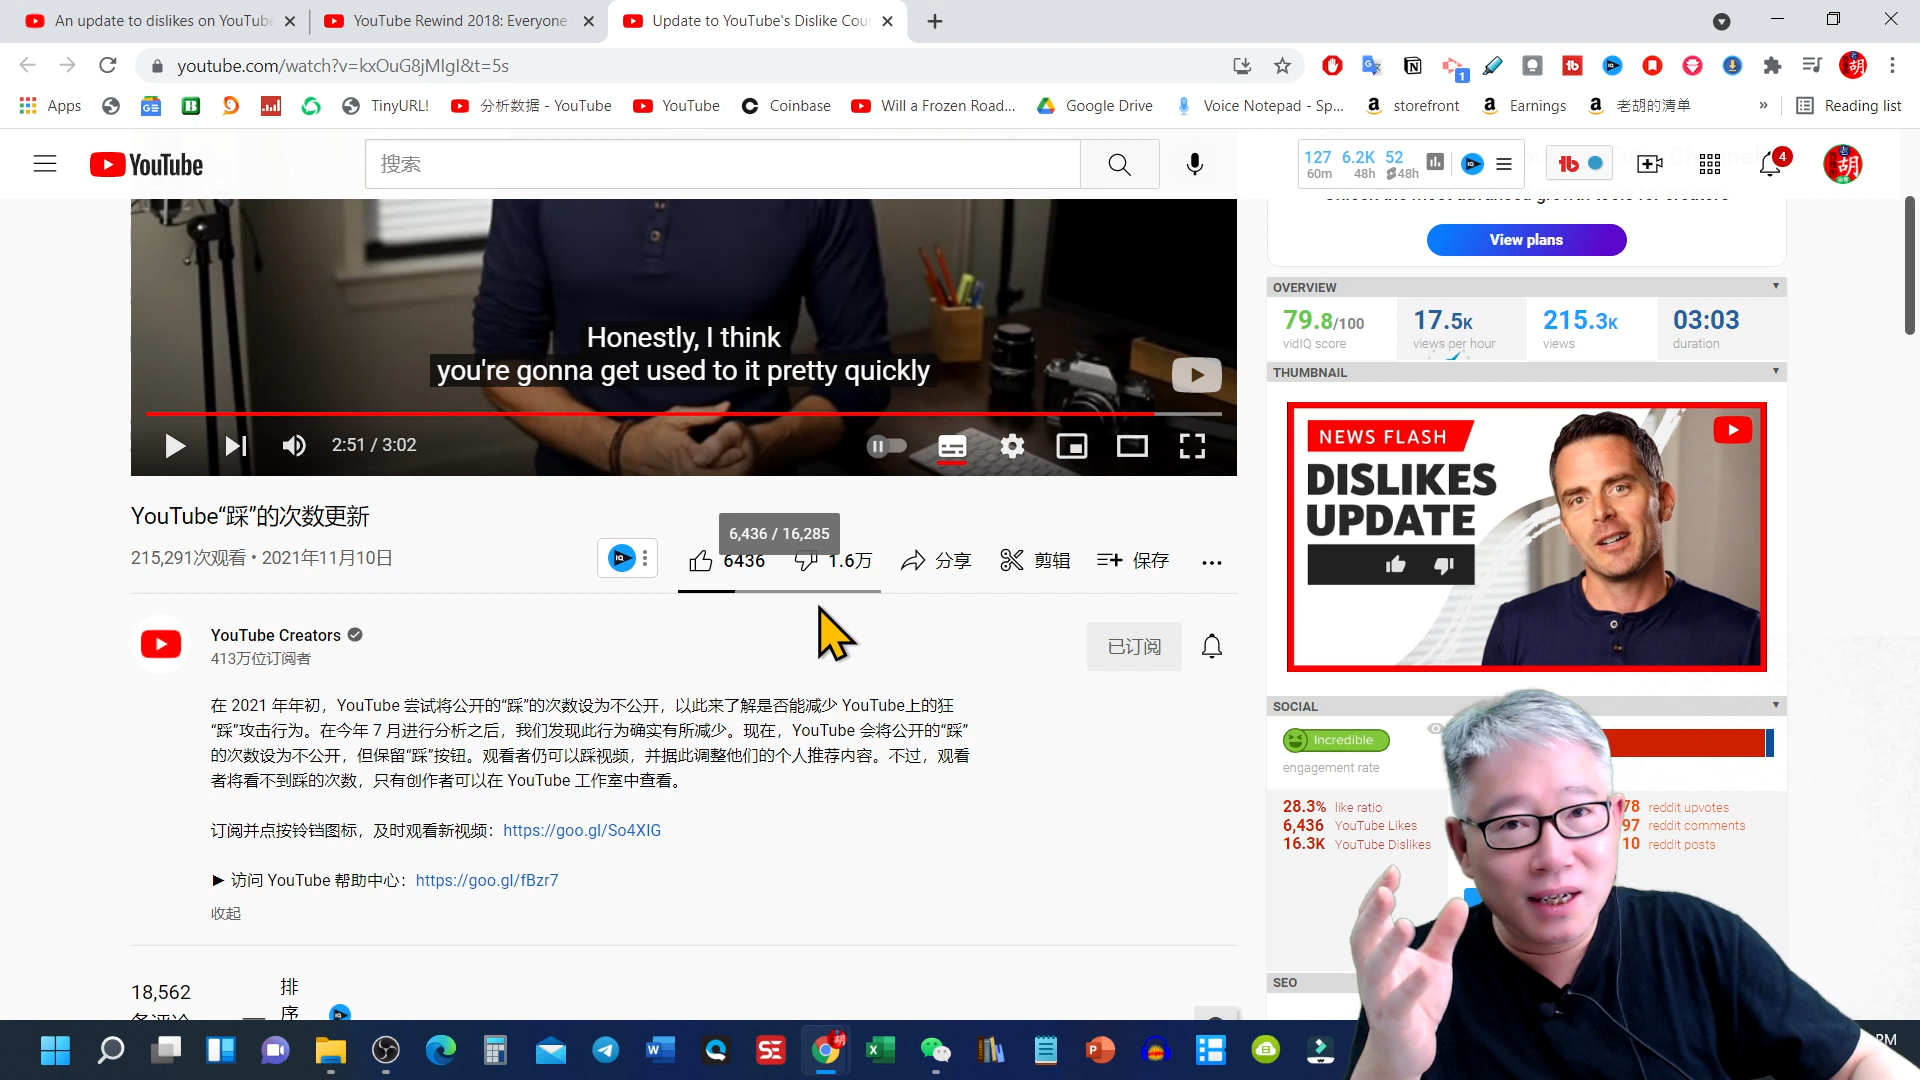 An update to dislikes on YouTube
YouTube Rewind 2018: Everyone
Update to YouTube's Dislike Cou
youtube.com/watch?v=kxOuG8jMIgI&t=5s
1
Apps
TinyURL!
分析数据 - YouTube
YouTube
Coinbase
Will a Frozen Road...
Google Drive
Voice Notepad - Sp...
storefront
Earnings
老胡的清单
»
Reading list
YouTube
搜索
127 6.2K 52
60m 48h 48h
4
View plans
Honestly, I think
you're gonna get used to it pretty quickly
2:51 / 3:02
OVERVIEW
79.8/100
vidIQ score
17.5K
views per hour
215.3K
views
03:03
duration
THUMBNAIL
NEWS FLASH
DISLIKES
UPDATE
YouTube“踩”的次数更新
215,291次观看 • 2021年11月10日
6,436 / 16,285
6436
1.6万
分享
剪辑
保存
YouTube Creators
413万位订阅者
已订阅
在 2021 年年初，YouTube 尝试将公开的“踩”的次数设为不公开，以此来了解是否能减少 YouTube上的狂
“踩”攻击行为。在今年 7 月进行分析之后，我们发现此行为确实有所减少。现在，YouTube 会将公开的“踩”
的次数设为不公开，但保留“踩”按钮。观看者仍可以踩视频，并据此调整他们的个人推荐内容。不过，观看
者将看不到踩的次数，只有创作者可以在 YouTube 工作室中查看。
订阅并点按铃铛图标，及时观看新视频：https://goo.gl/So4XIG
► 访问 YouTube 帮助中心：https://goo.gl/fBzr7
收起
18,562
条评论
排
序
SOCIAL
Incredible
engagement rate
28.3% like ratio
6,436 YouTube Likes
16.3K YouTube Dislikes
78 reddit upvotes
97 reddit comments
10 reddit posts
SEO
PM